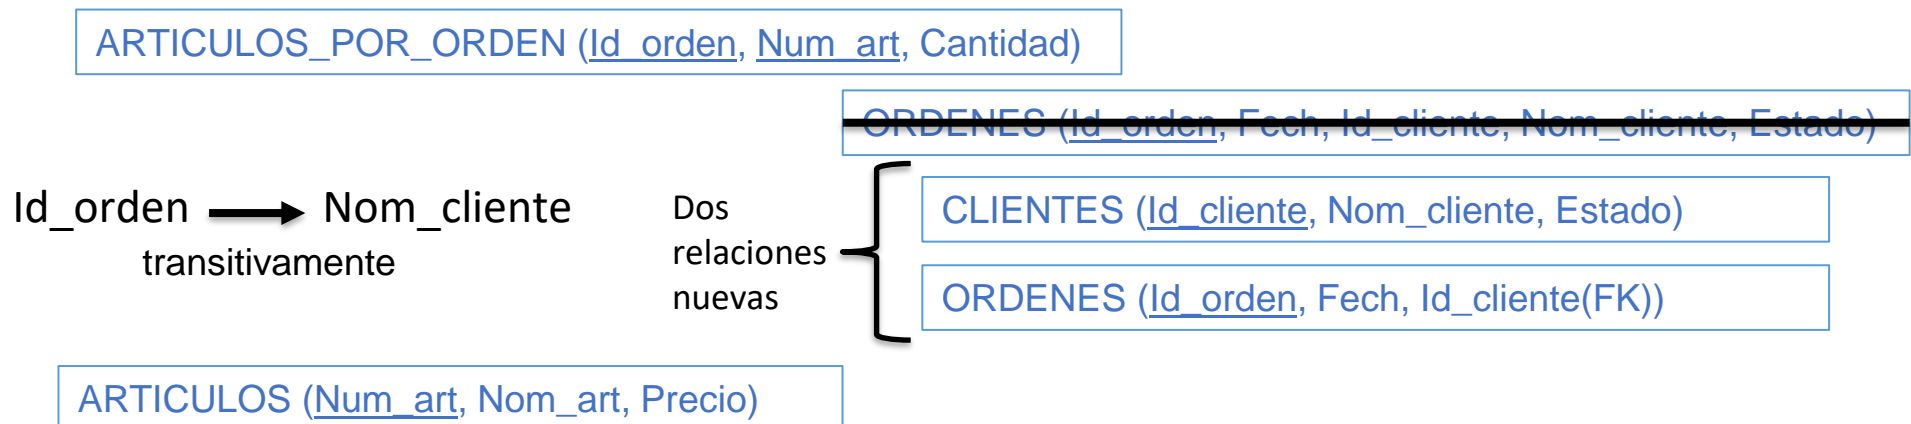 ARTICULOS_POR_ORDEN (Id_orden, Num_art, Cantidad)
ORDENES (Id_orden, Fech, Id_cliente, Nom_cliente, Estado)
Id_orden Nom_cliente
transitivamente
Dos
relaciones
nuevas
CLIENTES (Id_cliente, Nom_cliente, Estado)
ORDENES (Id_orden, Fech, Id_cliente(FK))
ARTICULOS (Num_art, Nom_art, Precio)